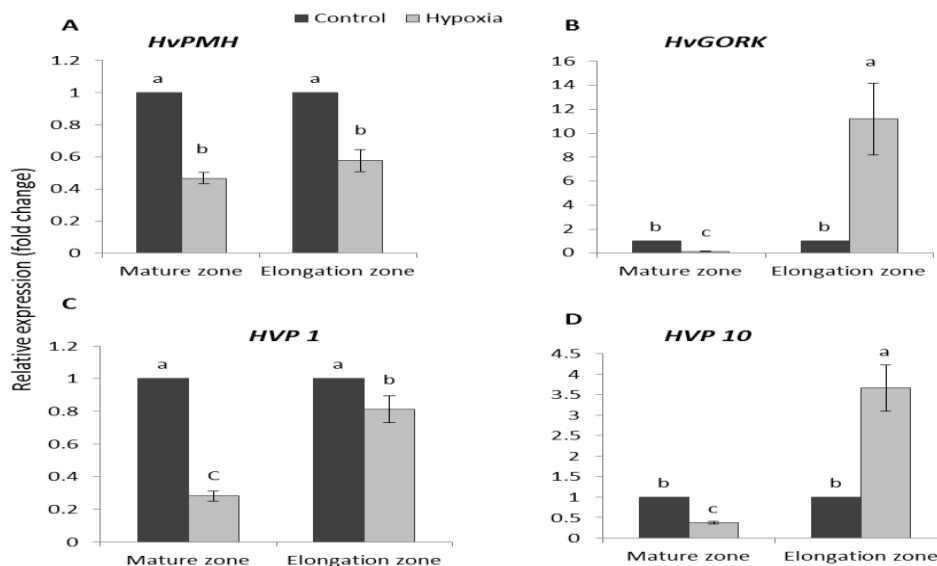 Control Hypoxia
A
HvPMH
1.2
1
0.8
0.6
0.4
0.2
0
a
b
a
b
Mature zone Elongation zone
B
HvGORK
16
14
12
10
8
6
4
2
0
b
c
b
a
Mature zone Elongation zone
Relative expression (fold change)
C
HVP 1
1.2
1
0.8
0.6
0.4
0.2
0
a
C
a
b
Mature zone Elongation zone
D
HVP 10
4.5
4
3.5
3
2.5
2
1.5
1
0.5
0
b
c
b
a
Mature zone Elongation zone